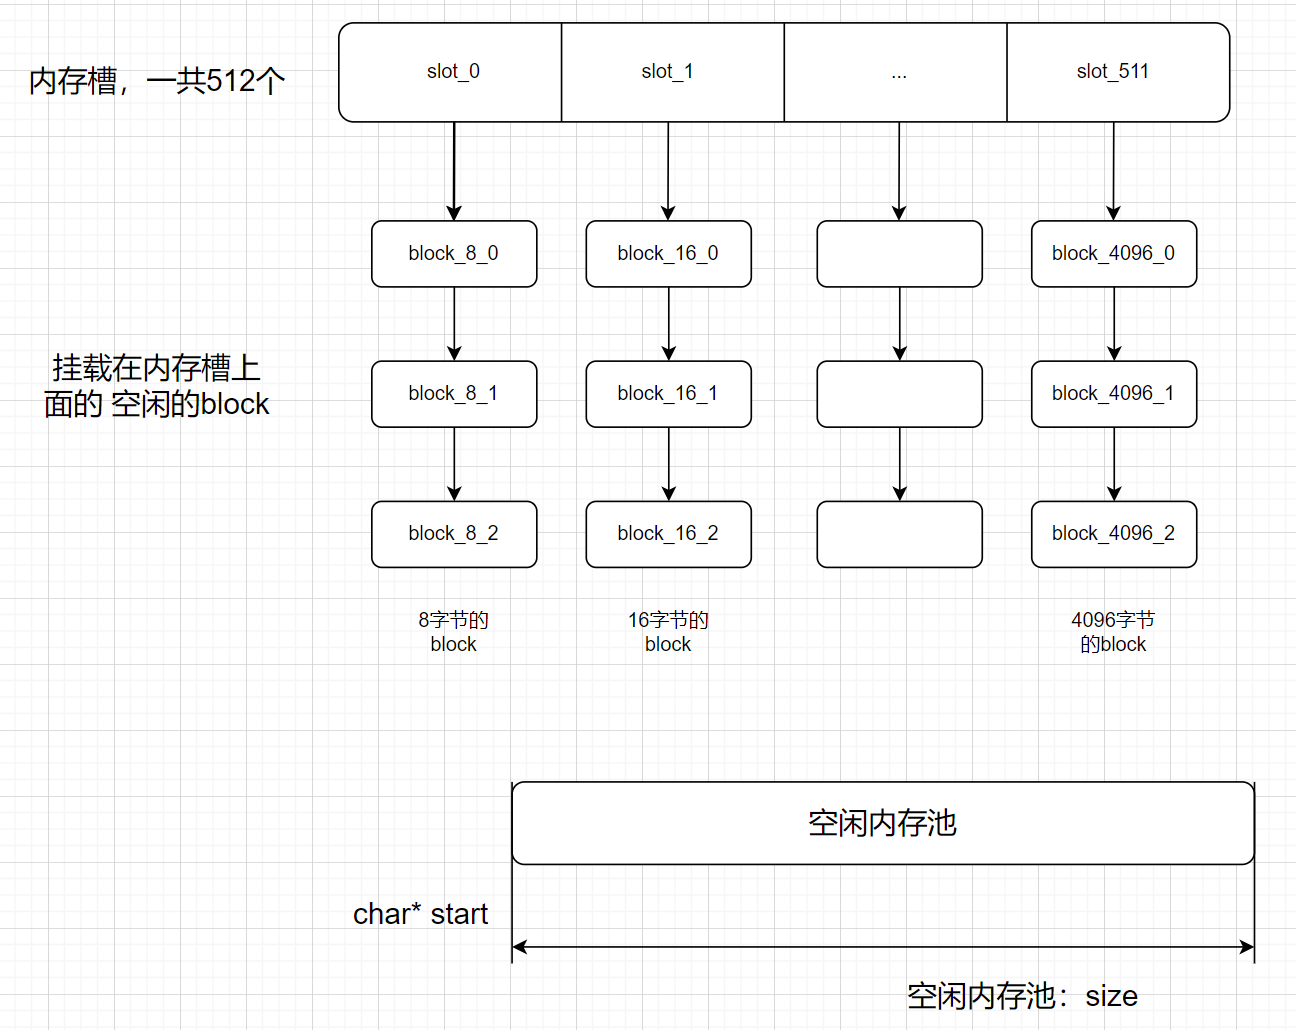 内存槽，一共512个
slot_0
slot_1
...
slot_511
block_8_0
block_16_0
block_4096_0
挂载在内存槽上
面的 空闲的block
block_8_1
block_16_1
block_4096_1
block_8_2
block_16_2
block_4096_2
8字节的
block
16字节的
block
4096字节
的block
空闲内存池
char* start
空闲内存池：size